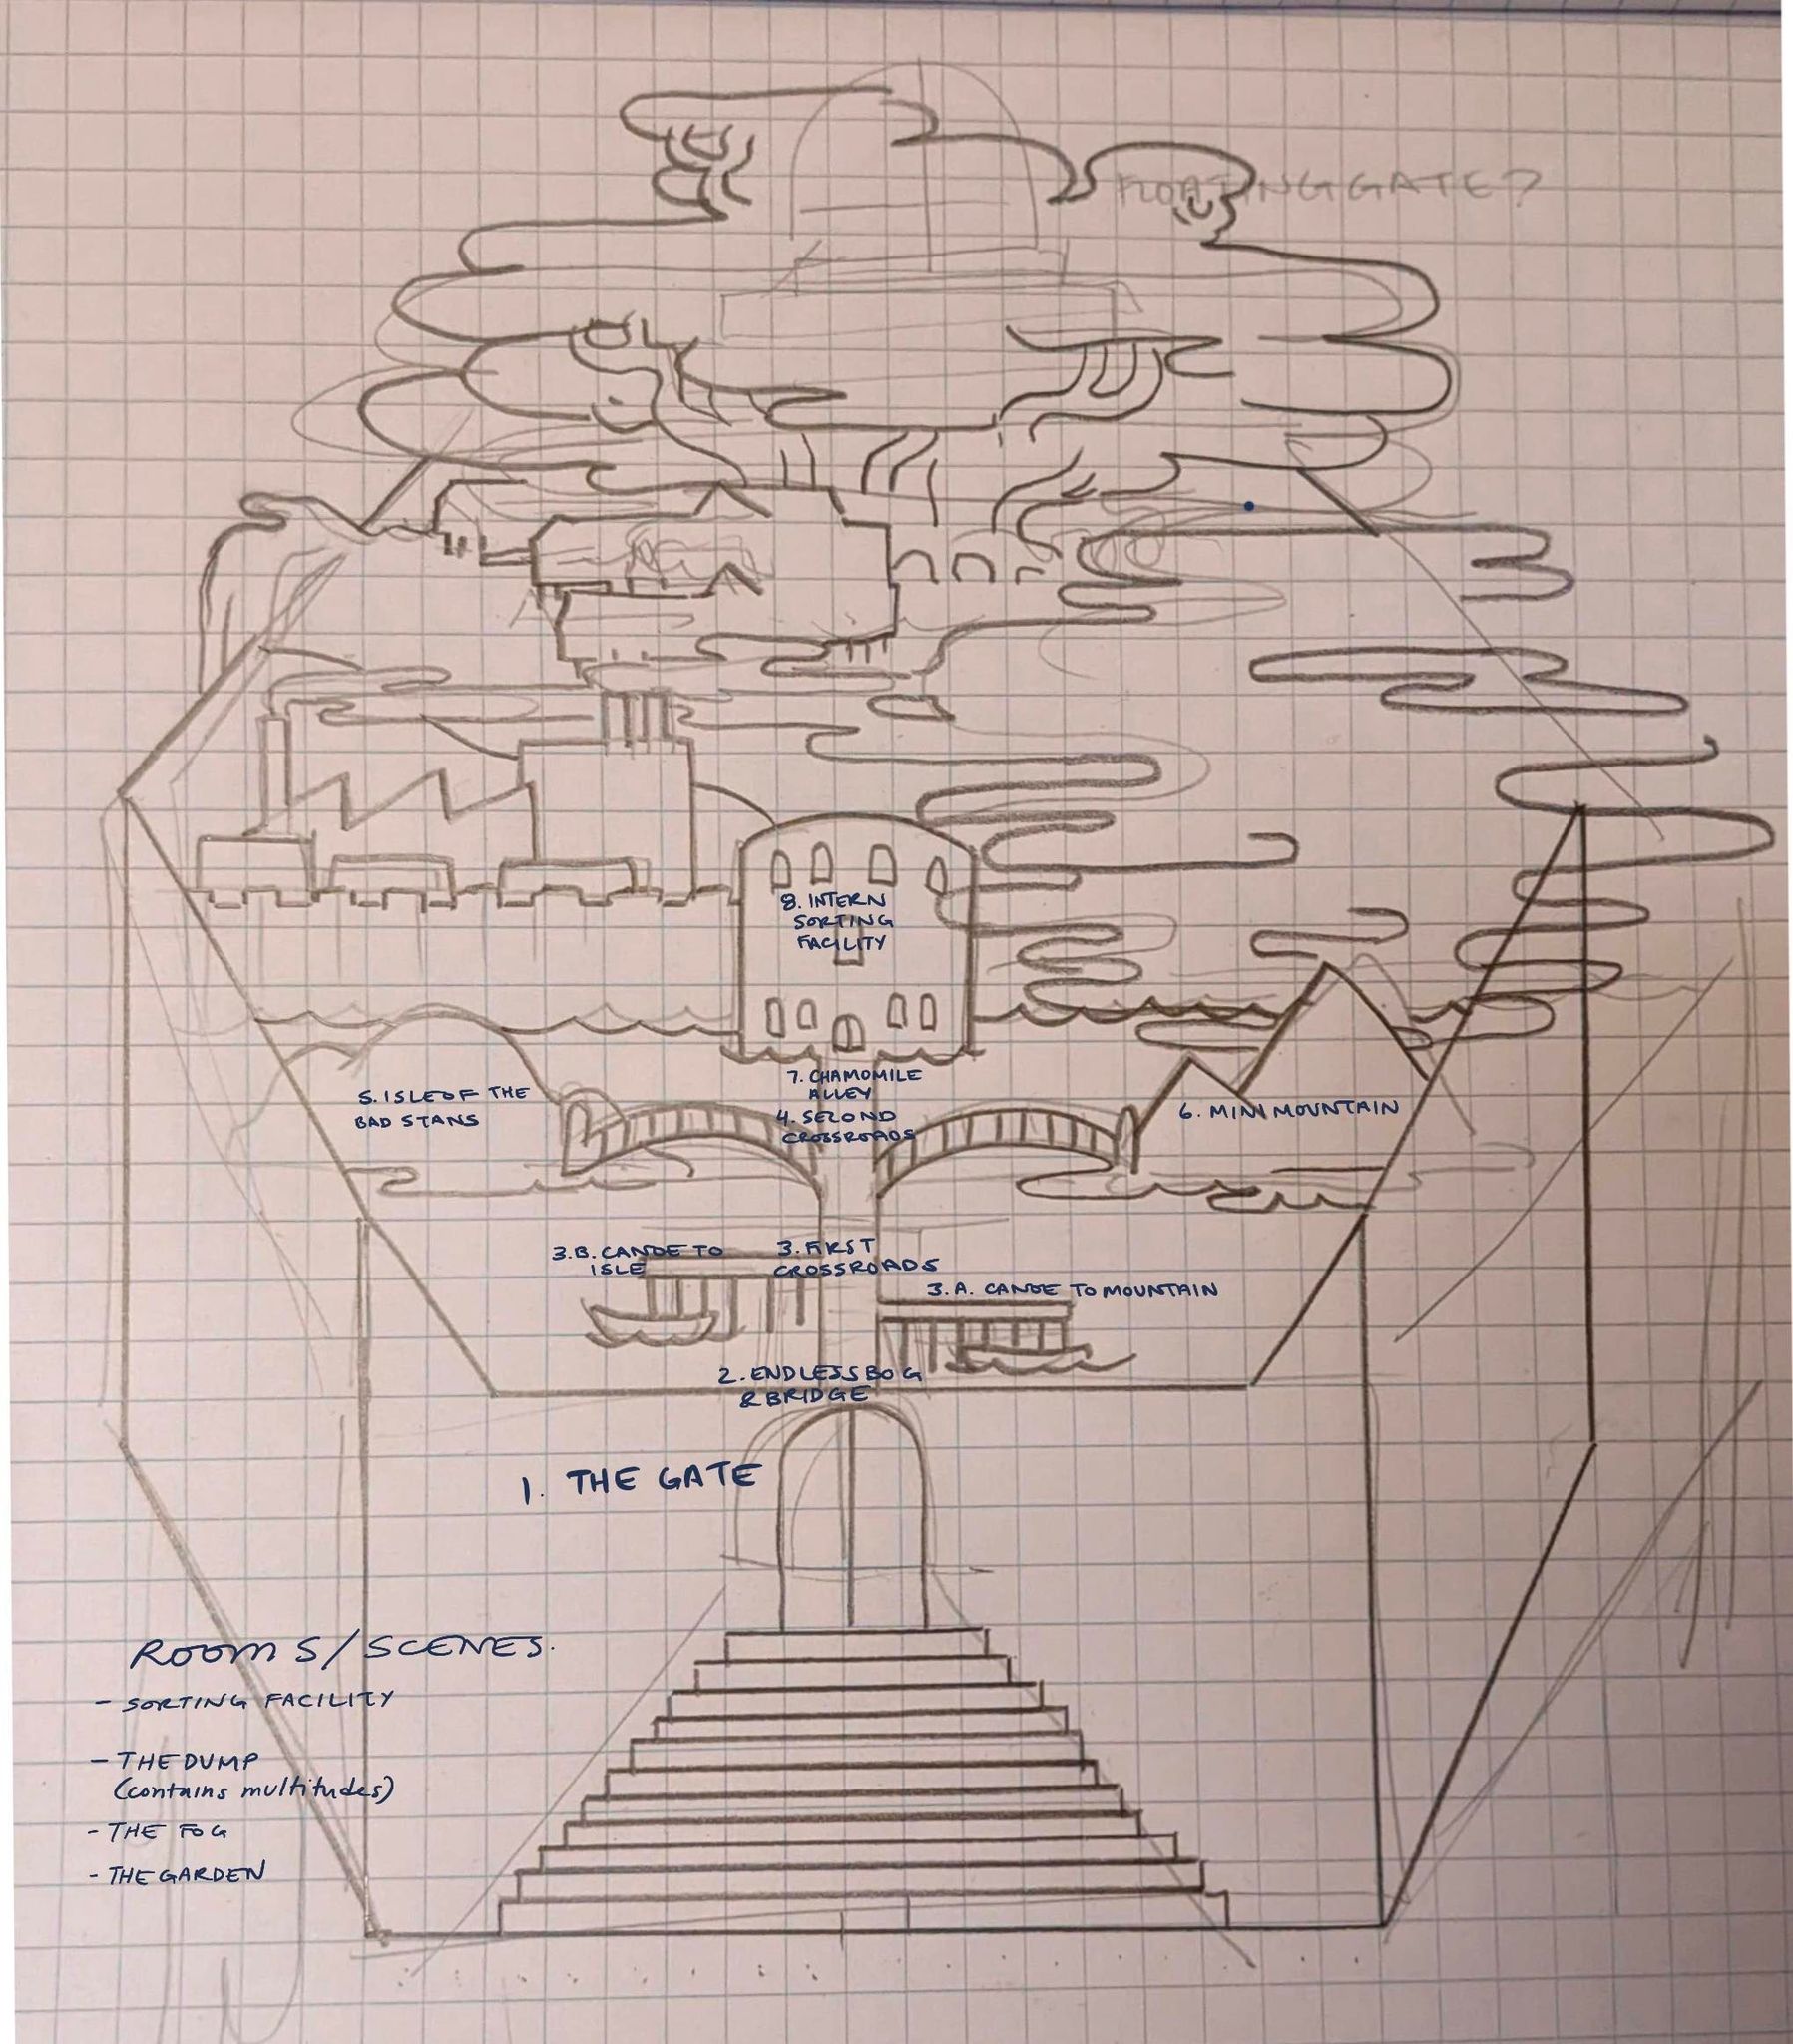 FLOATING GATE?
8. INTERN
SORTING
FACILITY
7. CHAMOMILE
ALLEY
5. ISLE OF THE
BAD STANS
4. SECOND
CROSSROADS
6. MINI MOUNTAIN
3.B. CANOE TO
ISLE
3. FIRST
CROSSROADS
3.A. CANOE TO MOUNTAIN
2. ENDLESS BOG
& BRIDGE
1. THE GATE
ROOMS/SCENES.
- SORTING FACILITY
- THE DUMP
(contains multitudes)
- THE FOG
- THE GARDEN